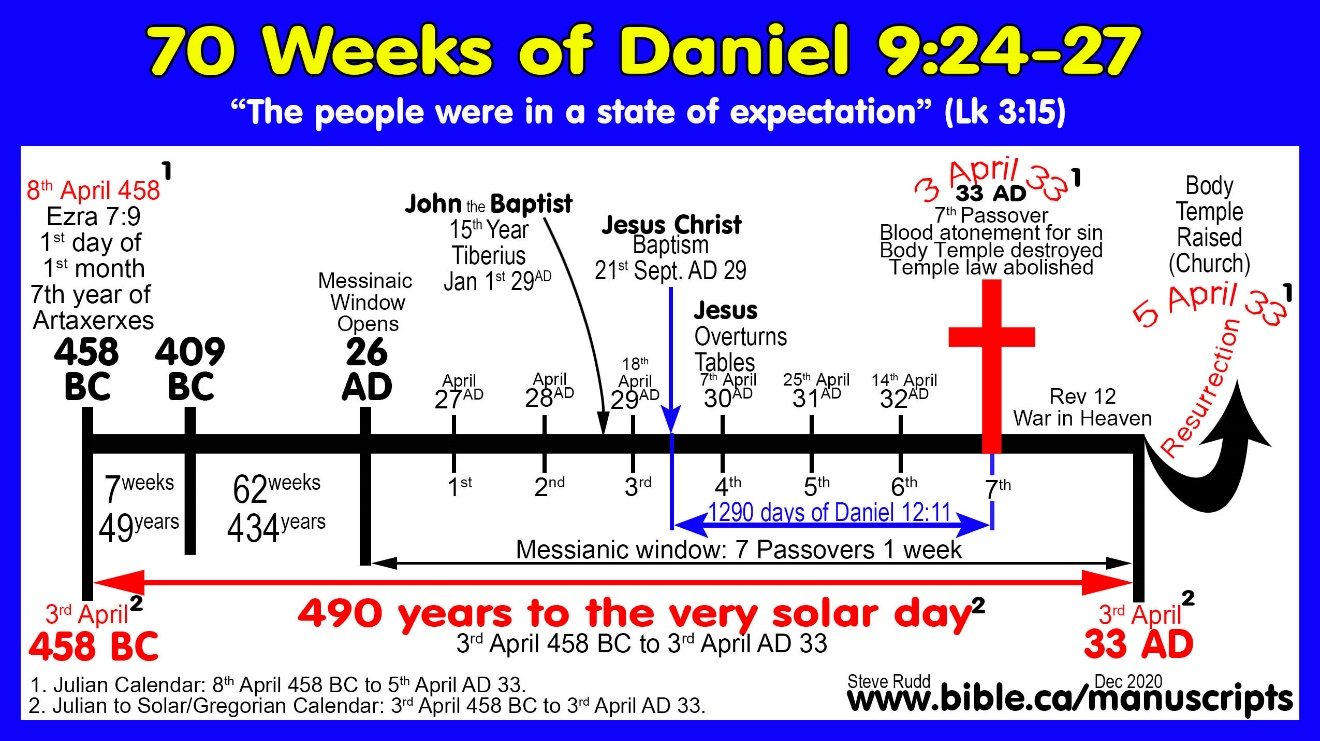 70 Weeks of Daniel 9:24-27
“The people were in a state of expectation” (Lk 3:15)
8th April 458 1
Ezra 7:9
1st day of
1st month
7th year of
Artaxerxes
458
BC
409
BC
Messinaic
Window
Opens
26
AD
John the Baptist
15th Year
Tiberius
Jan 1st 29AD
Jesus Christ
Baptism
21st Sept. AD 29
Jesus
Overturns
Tables
3 April 33 1
33 AD
7th Passover
Blood atonement for sin
Body Temple destroyed
Temple law abolished
Body
Temple
Raised
(Church)
5 April 33 1
Resurrection
April
27AD
April
28AD
18th
April
29AD
7th April
30AD
25th April
31AD
14th April
32AD
Rev 12
War in Heaven
7weeks
49years
62weeks
434years
1st
2nd
3rd
4th
5th
6th
7th
1290 days of Daniel 12:11
Messianic window: 7 Passovers 1 week
3rd April2
458 BC
490 years to the very solar day2
3rd April 458 BC to 3rd April AD 33
3rd April2
33 AD
1. Julian Calendar: 8th April 458 BC to 5th April AD 33.
2. Julian to Solar/Gregorian Calendar: 3rd April 458 BC to 3rd April AD 33.
Steve Rudd
Dec 2020
www.bible.ca/manuscripts